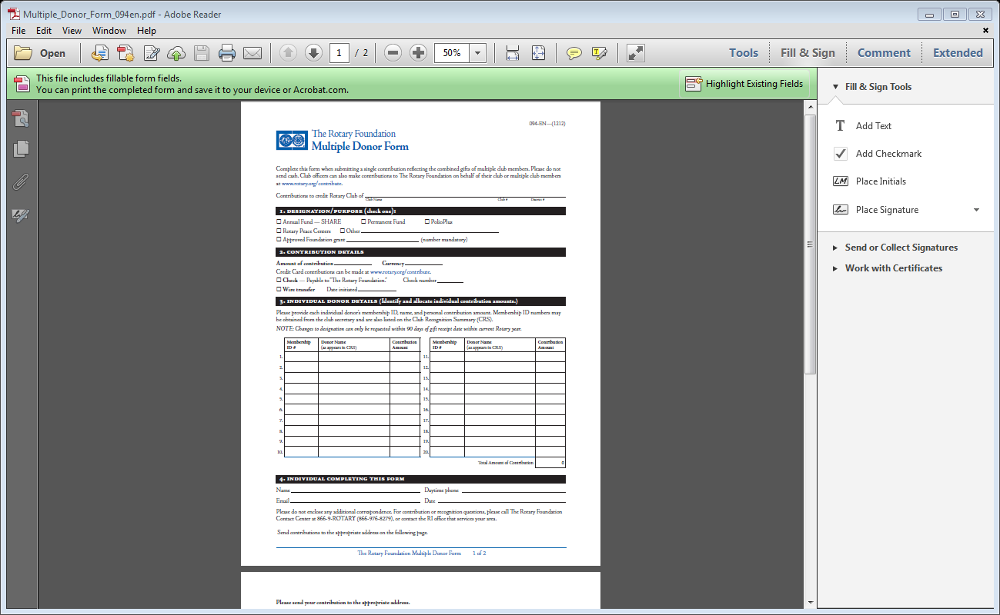 Multiple_Donor_Form_094en.pdf - Adobe Reader
File Edit View Window Help
Open 1 / 2 50% Tools Fill & Sign Comment Extended
This file includes fillable form fields.
You can print the completed form and save it to your device or Acrobat.com.
Highlight Existing Fields
Fill & Sign Tools
Add Text
Add Checkmark
LM Place Initials
Place Signature
Send or Collect Signatures
Work with Certificates
094-EN—(1212)
The Rotary Foundation
Multiple Donor Form
Complete this form when submitting a single contribution reflecting the combined gifts of multiple club members. Please do not
send cash. Club officers can also make contributions to The Rotary Foundation on behalf of their club or multiple club members
at www.rotary.org/contribute.
Contributions to credit Rotary Club of
Club Name Club # District #
1. DESIGNATION/PURPOSE (check one):
Annual Fund — SHARE Permanent Fund PolioPlus
Rotary Peace Centers Other
Approved Foundation grant (number mandatory)
2. CONTRIBUTION DETAILS
Amount of contribution Currency
Credit Card contributions can be made at www.rotary.org/contribute.
Check — Payable to "The Rotary Foundation." Check number
Wire transfer Date initiated
3. INDIVIDUAL DONOR DETAILS (Identify and allocate individual contribution amounts.)
Please provide each individual donor's membership ID, name, and personal contribution amount. Membership ID numbers may
be obtained from the club secretary and are also listed on the Club Recognition Summary (CRS).
NOTE: Changes to designation can only be requested within 90 days of gift receipt date within current Rotary year.
Membership Donor Name Contribution Membership Donor Name Contribution
ID # (as appears in CRS) Amount ID # (as appears in CRS) Amount
1. 11.
2. 12.
3. 13.
4. 14.
5. 15.
6. 16.
7. 17.
8. 18.
9. 19.
10. 20.
Total Amount of Contribution 0
4. INDIVIDUAL COMPLETING THIS FORM
Name Daytime phone
Email Date
Please do not enclose any additional correspondence. For contribution or recognition questions, please call The Rotary Foundation
Contact Center at 866-9-ROTARY (866-976-8279), or contact the RI office that services your area.
Send contributions to the appropriate address on the following page.
The Rotary Foundation Multiple Donor Form 1 of 2
Please send your contribution to the appropriate address.